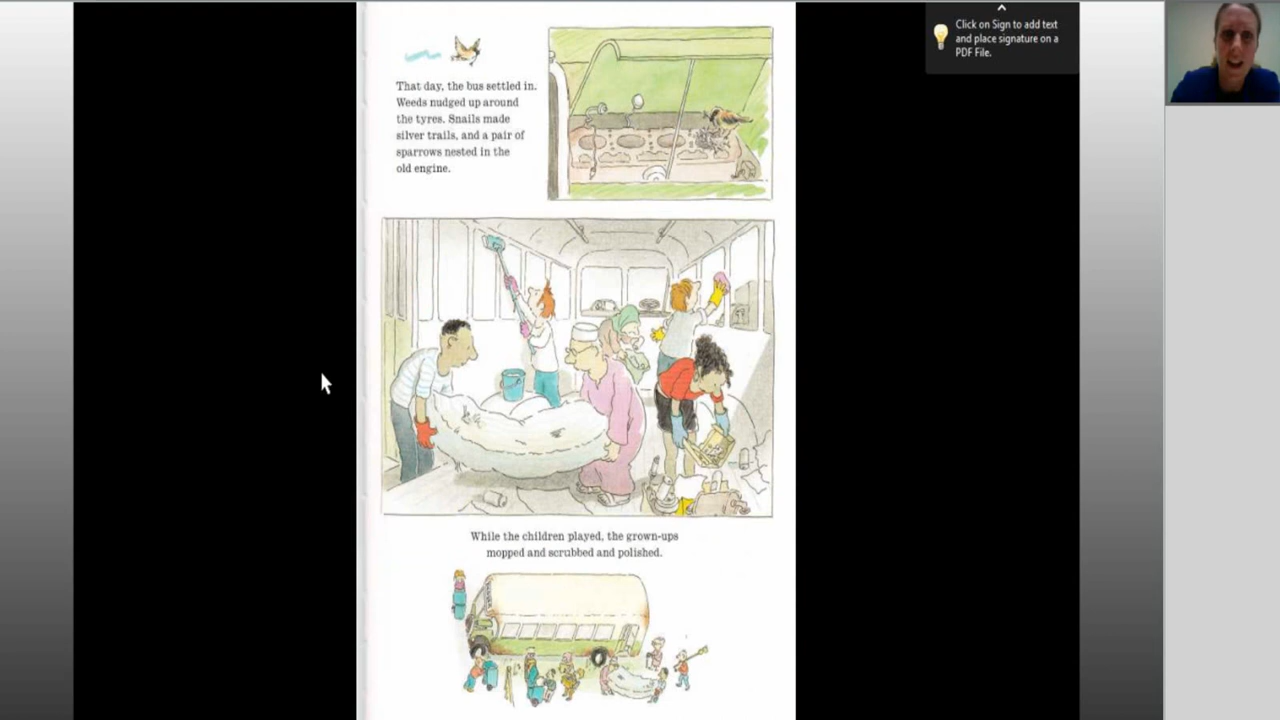 That day, the bus settled in.
Weeds nudged up around
the tyres. Snails made
silver trails, and a pair of
sparrows nested in the
old engine.
While the children played, the grown-ups
mopped and scrubbed and polished.
Click on Sign to add text
and place signature on a
PDF File.